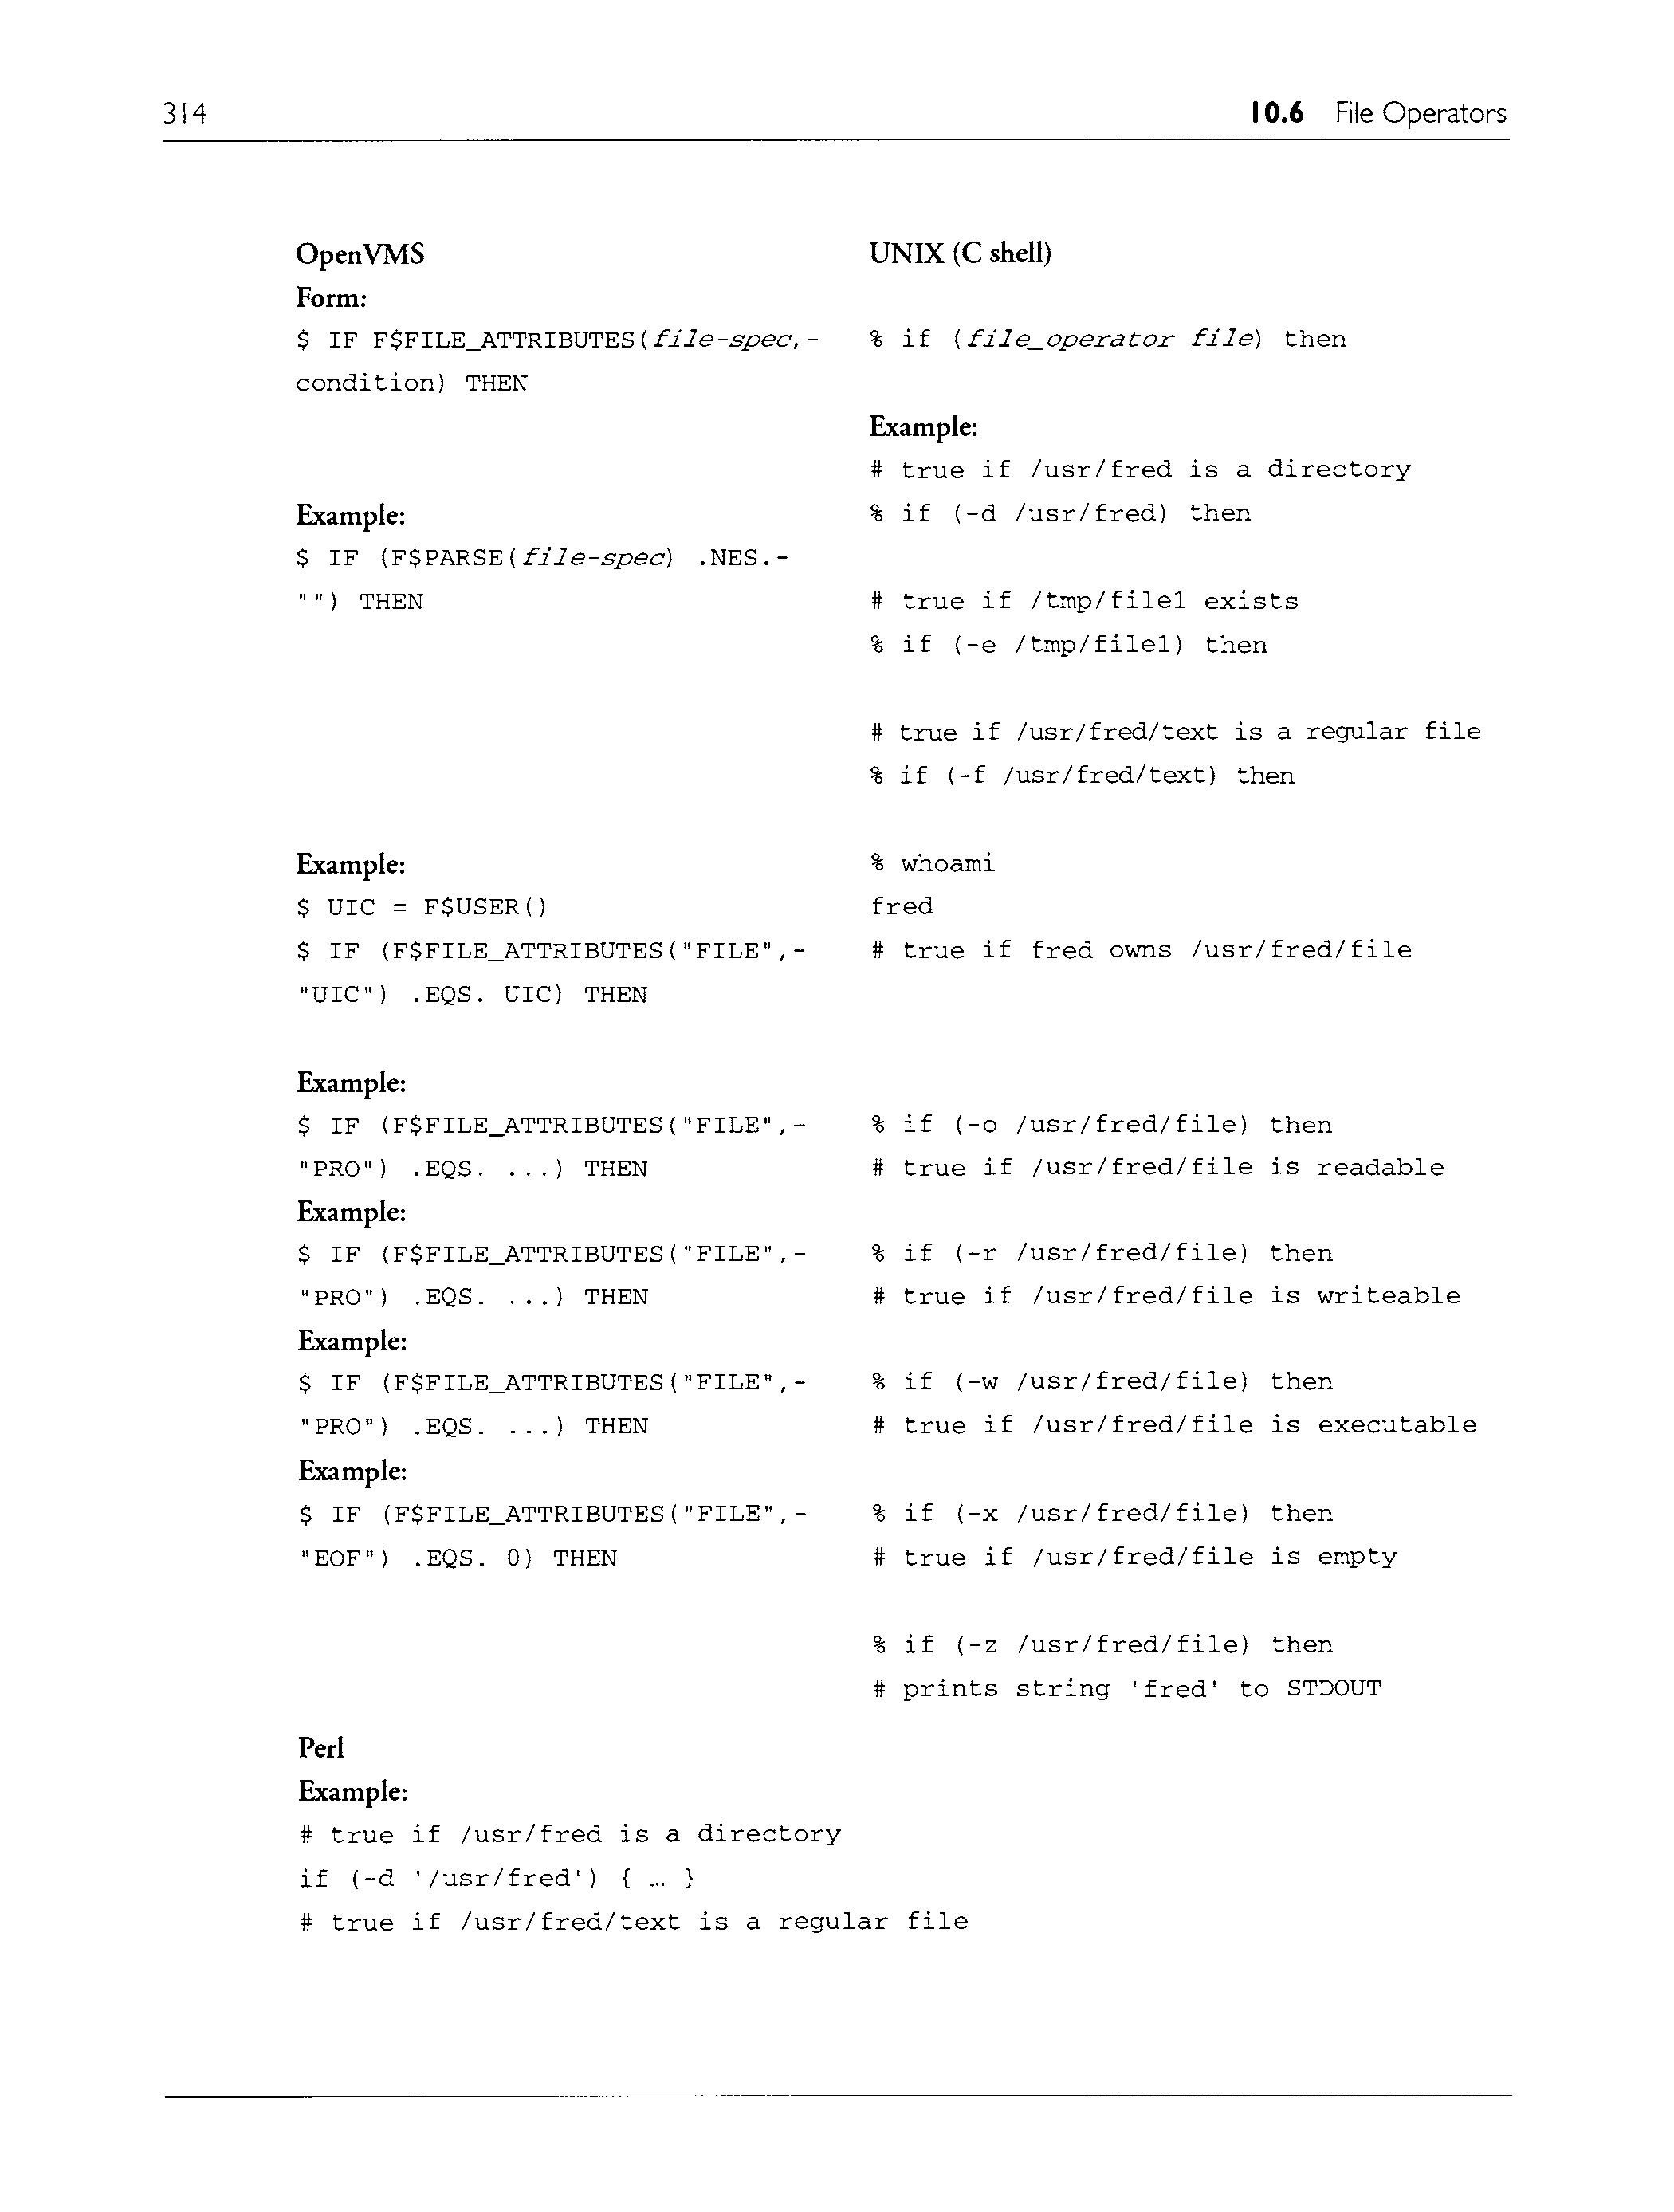 314
10.6 File Operators
OpenVMS
Form:
$ IF F$FILE_ATTRIBUTES(file-spec,-
condition) THEN
Example:
$ IF (F$PARSE(file-spec) .NES.-
"") THEN
Example:
$ UIC = F$USER()
$ IF (F$FILE_ATTRIBUTES("FILE",-
"UIC") .EQS. UIC) THEN
Example:
$ IF (F$FILE_ATTRIBUTES("FILE",-
"PRO") .EQS. ...) THEN
Example:
$ IF (F$FILE_ATTRIBUTES("FILE",-
"PRO") .EQS. ...) THEN
Example:
$ IF (F$FILE_ATTRIBUTES("FILE",-
"PRO") .EQS. ...) THEN
Example:
$ IF (F$FILE_ATTRIBUTES("FILE",-
"EOF") .EQS. 0) THEN
UNIX (C shell)
% if (file_operator file) then
Example:
# true if /usr/fred is a directory
% if (-d /usr/fred) then
# true if /tmp/file1 exists
% if (-e /tmp/file1) then
# true if /usr/fred/text is a regular file
% if (-f /usr/fred/text) then
% whoami
fred
# true if fred owns /usr/fred/file
% if (-o /usr/fred/file) then
# true if /usr/fred/file is readable
% if (-r /usr/fred/file) then
# true if /usr/fred/file is writeable
% if (-w /usr/fred/file) then
# true if /usr/fred/file is executable
% if (-x /usr/fred/file) then
# true if /usr/fred/file is empty
% if (-z /usr/fred/file) then
# prints string 'fred' to STDOUT
Perl
Example:
# true if /usr/fred is a directory
if (-d '/usr/fred') { … }
# true if /usr/fred/text is a regular file